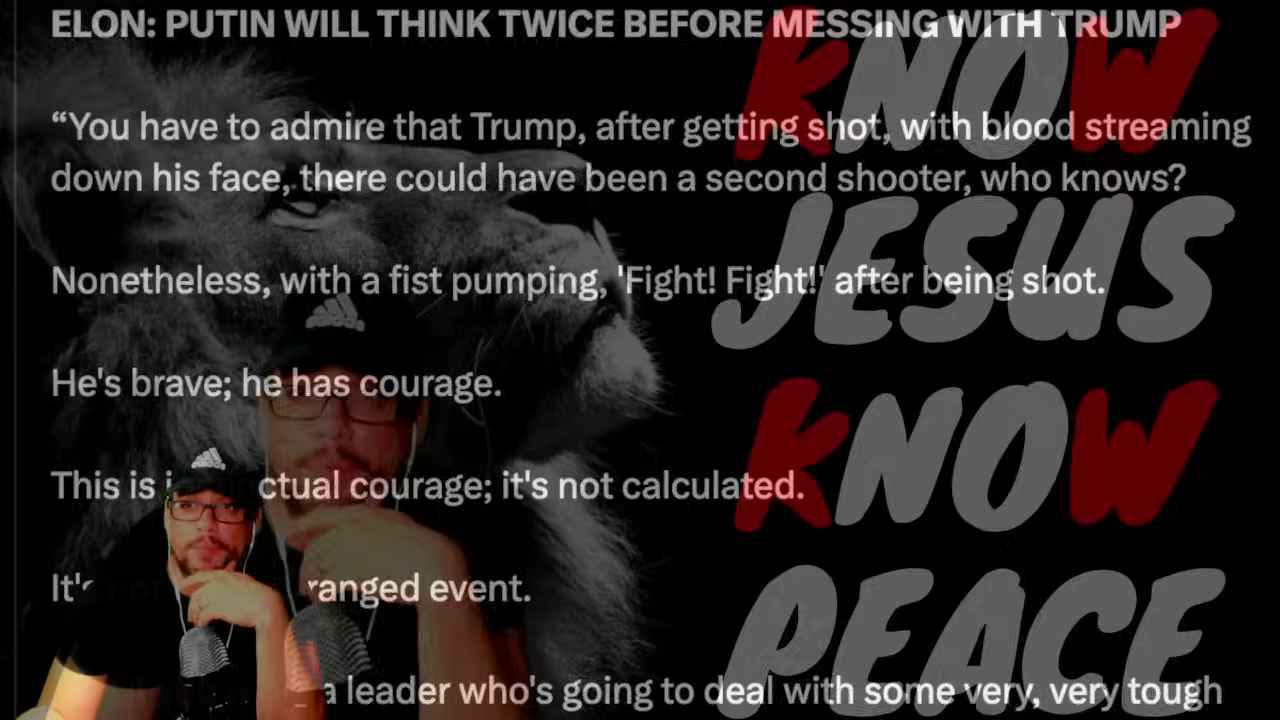 ELON: PUTIN WILL THINK TWICE BEFORE MESSING WITH TRUMP
“You have to admire that Trump, after getting shot, with blood streaming
down his face, there could have been a second shooter, who knows?
Nonetheless, with a fist pumping, 'Fight! Fight!' after being shot.
He's brave; he has courage.
This is ctual courage; it's not calculated.
It's ranged event.
a leader who's going to deal with some very, very tough
KNOW
JESUS
KNOW
PEACE
adidas